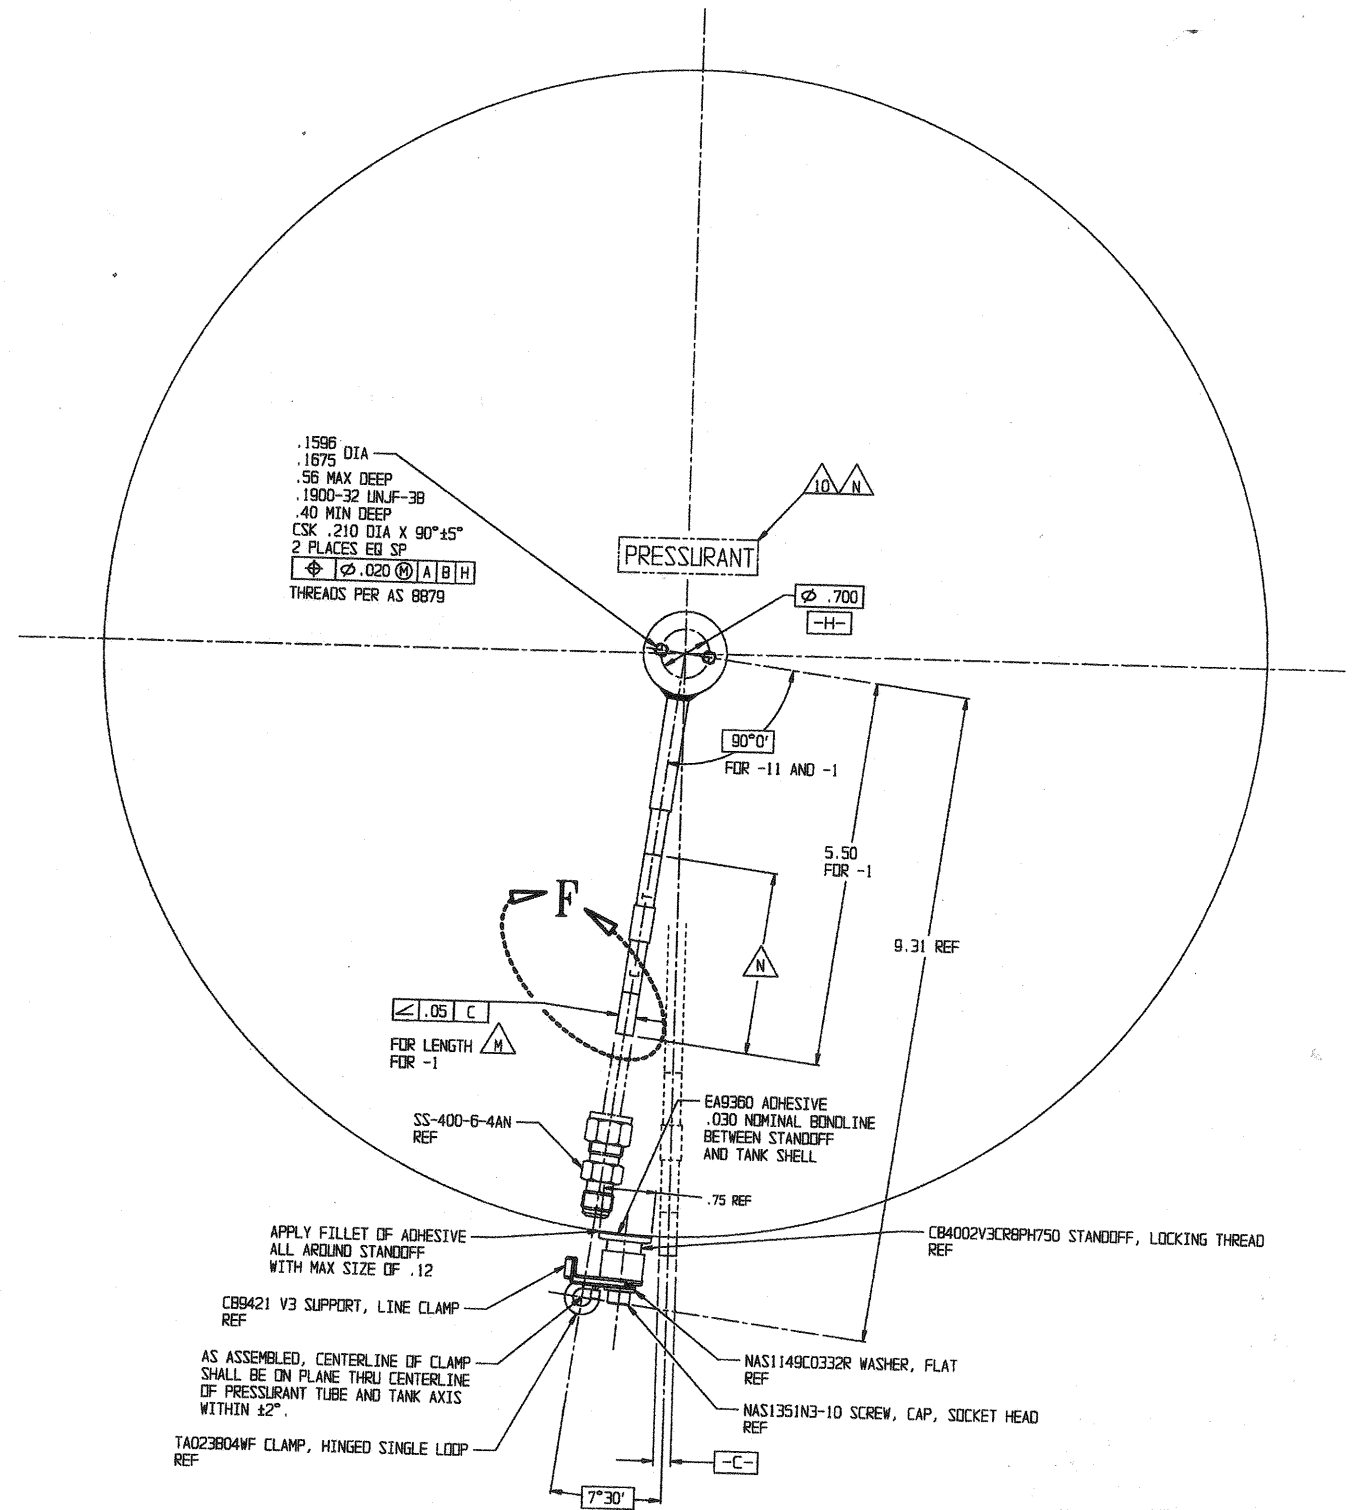 .1596
.1675 DIA
.56 MAX DEEP
.1900-32 UNJF-3B
.40 MIN DEEP
CSK .210 DIA X 90°±5°
2 PLACES EQ SP
⌖ Ø.020 Ⓜ A B H
THREADS PER AS 8879
10 N
PRESSURANT
Ø .700
-H-
90°0'
FOR -11 AND -1
5.50
FOR -1
9.31 REF
T
F
C
N
∠ .05 C
FOR LENGTH M
FOR -1
SS-400-6-4AN
REF
EA9360 ADHESIVE
.030 NOMINAL BONDLINE
BETWEEN STANDOFF
AND TANK SHELL
.75 REF
APPLY FILLET OF ADHESIVE
ALL AROUND STANDOFF
WITH MAX SIZE OF .12
CB4002V3CR8PH750 STANDOFF, LOCKING THREAD
REF
CB9421 V3 SUPPORT, LINE CLAMP
REF
AS ASSEMBLED, CENTERLINE OF CLAMP
SHALL BE ON PLANE THRU CENTERLINE
OF PRESSURANT TUBE AND TANK AXIS
WITHIN ±2°.
NAS1149C0332R WASHER, FLAT
REF
NAS1351N3-10 SCREW, CAP, SOCKET HEAD
REF
TA023B04WF CLAMP, HINGED SINGLE LOOP
REF
-C-
7°30'